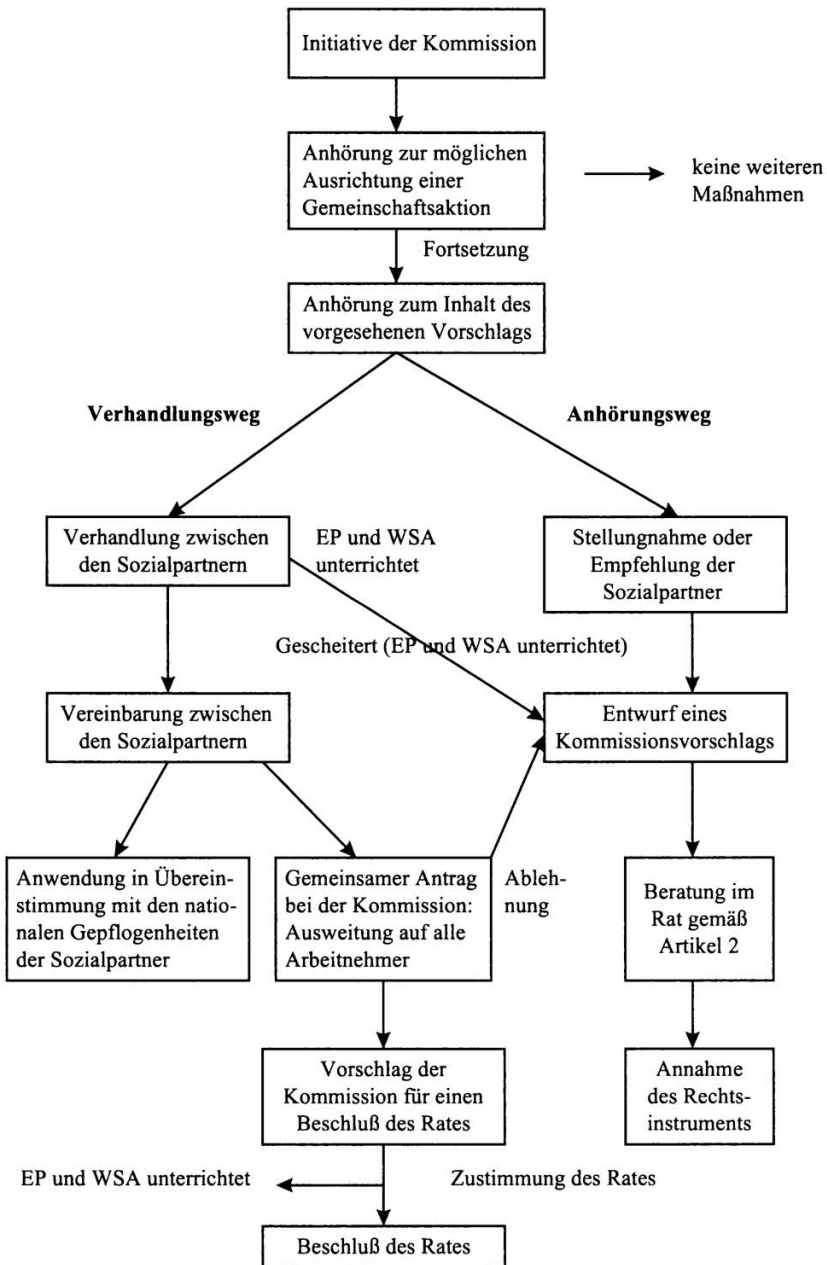 Initiative der Kommission
Anhörung zur möglichen
Ausrichtung einer
Gemeinschaftsaktion
keine weiteren
Maßnahmen
Fortsetzung
Anhörung zum Inhalt des
vorgesehenen Vorschlags
Verhandlungsweg
Anhörungsweg
Verhandlung zwischen
den Sozialpartnern
EP und WSA
unterrichtet
Stellungnahme oder
Empfehlung der
Sozialpartner
Gescheitert (EP und WSA unterrichtet)
Vereinbarung zwischen
den Sozialpartnern
Entwurf eines
Kommissionsvorschlags
Anwendung in Überein-
stimmung mit den natio-
nalen Gepflogenheiten
der Sozialpartner
Gemeinsamer Antrag
bei der Kommission:
Ausweitung auf alle
Arbeitnehmer
Ableh-
nung
Beratung im
Rat gemäß
Artikel 2
Vorschlag der
Kommission für einen
Beschluß des Rates
Annahme
des Rechts-
instruments
EP und WSA unterrichtet
Zustimmung des Rates
Beschluß des Rates